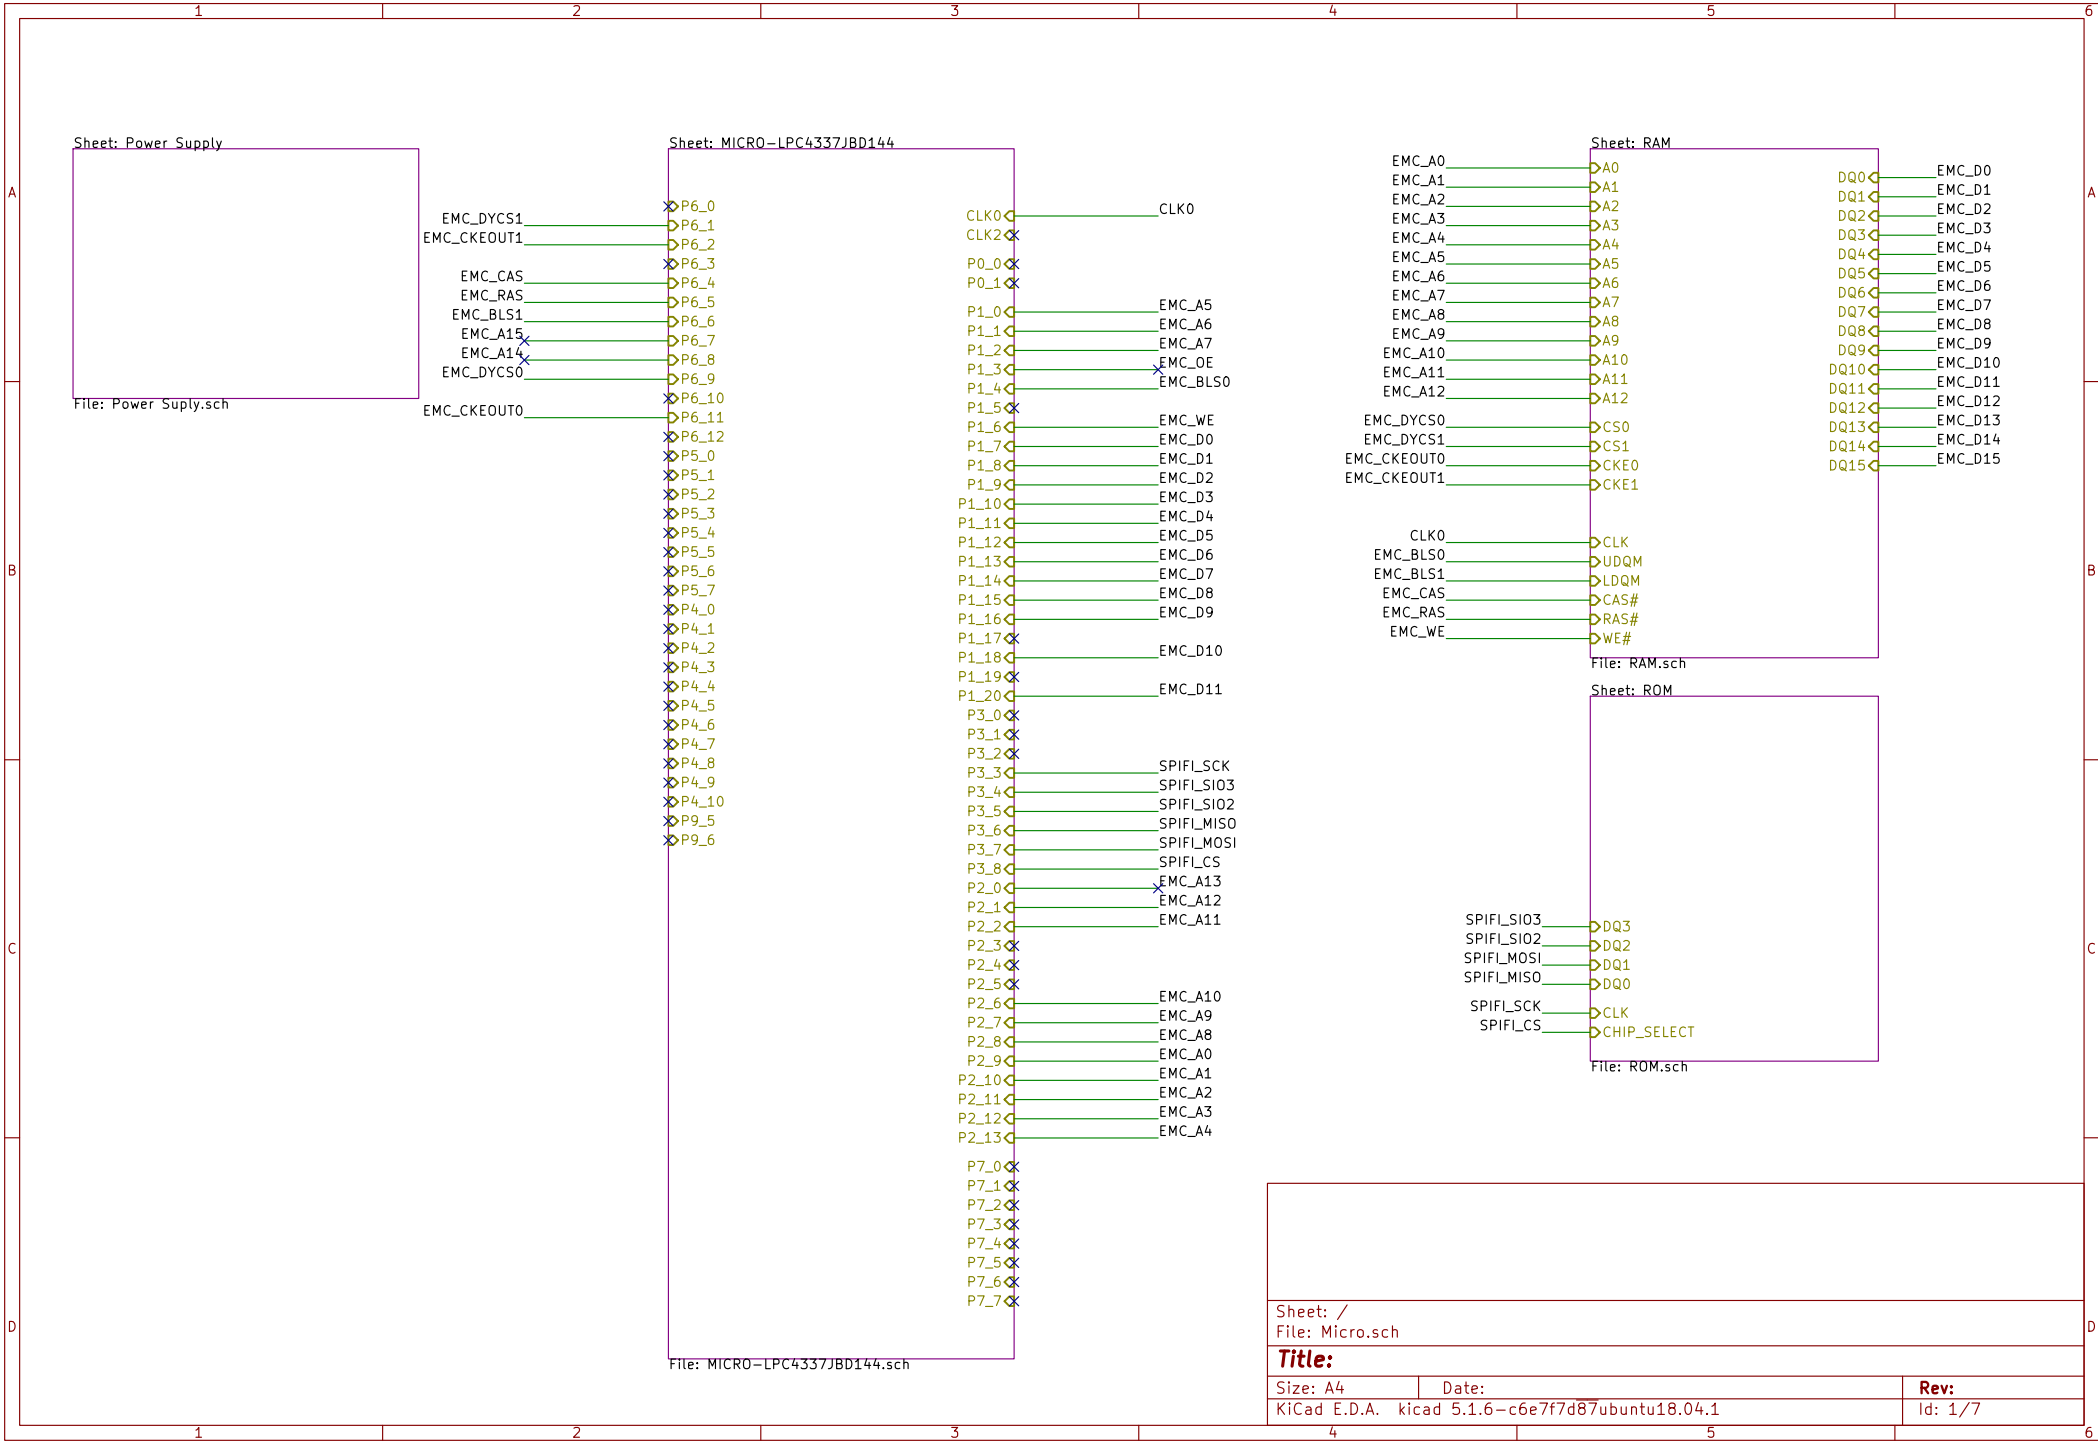 1 2 3 4 5 6
A
B
C
D
Sheet: Power Supply
File: Power Suply.sch
Sheet: MICRO-LPC4337JBD144
EMC_DYCS1
EMC_CKEOUT1
EMC_CAS
EMC_RAS
EMC_BLS1
EMC_A15
EMC_A14
EMC_DYCS0
EMC_CKEOUT0
P6_0
P6_1
P6_2
P6_3
P6_4
P6_5
P6_6
P6_7
P6_8
P6_9
P6_10
P6_11
P6_12
P5_0
P5_1
P5_2
P5_3
P5_4
P5_5
P5_6
P5_7
P4_0
P4_1
P4_2
P4_3
P4_4
P4_5
P4_6
P4_7
P4_8
P4_9
P4_10
P9_5
P9_6
CLK0 CLK0
CLK2
P0_0
P0_1
P1_0 EMC_A5
P1_1 EMC_A6
P1_2 EMC_A7
P1_3 EMC_OE
P1_4 EMC_BLS0
P1_5
P1_6 EMC_WE
P1_7 EMC_D0
P1_8 EMC_D1
P1_9 EMC_D2
P1_10 EMC_D3
P1_11 EMC_D4
P1_12 EMC_D5
P1_13 EMC_D6
P1_14 EMC_D7
P1_15 EMC_D8
P1_16 EMC_D9
P1_17
P1_18 EMC_D10
P1_19
P1_20 EMC_D11
P3_0
P3_1
P3_2
P3_3 SPIFI_SCK
P3_4 SPIFI_SIO3
P3_5 SPIFI_SIO2
P3_6 SPIFI_MISO
P3_7 SPIFI_MOSI
P3_8 SPIFI_CS
P2_0 EMC_A13
P2_1 EMC_A12
P2_2 EMC_A11
P2_3
P2_4
P2_5
P2_6 EMC_A10
P2_7 EMC_A9
P2_8 EMC_A8
P2_9 EMC_A0
P2_10 EMC_A1
P2_11 EMC_A2
P2_12 EMC_A3
P2_13 EMC_A4
P7_0
P7_1
P7_2
P7_3
P7_4
P7_5
P7_6
P7_7
File: MICRO-LPC4337JBD144.sch
Sheet: RAM
EMC_A0 A0
EMC_A1 A1
EMC_A2 A2
EMC_A3 A3
EMC_A4 A4
EMC_A5 A5
EMC_A6 A6
EMC_A7 A7
EMC_A8 A8
EMC_A9 A9
EMC_A10 A10
EMC_A11 A11
EMC_A12 A12
EMC_DYCS0 CS0
EMC_DYCS1 CS1
EMC_CKEOUT0 CKE0
EMC_CKEOUT1 CKE1
CLK0 CLK
EMC_BLS0 UDQM
EMC_BLS1 LDQM
EMC_CAS CAS#
EMC_RAS RAS#
EMC_WE WE#
DQ0 EMC_D0
DQ1 EMC_D1
DQ2 EMC_D2
DQ3 EMC_D3
DQ4 EMC_D4
DQ5 EMC_D5
DQ6 EMC_D6
DQ7 EMC_D7
DQ8 EMC_D8
DQ9 EMC_D9
DQ10 EMC_D10
DQ11 EMC_D11
DQ12 EMC_D12
DQ13 EMC_D13
DQ14 EMC_D14
DQ15 EMC_D15
File: RAM.sch
Sheet: ROM
SPIFI_SIO3 DQ3
SPIFI_SIO2 DQ2
SPIFI_MOSI DQ1
SPIFI_MISO DQ0
SPIFI_SCK CLK
SPIFI_CS CHIP_SELECT
File: ROM.sch
Sheet: /
File: Micro.sch
Title:
Size: A4 Date: Rev:
KiCad E.D.A. kicad 5.1.6-c6e7f7d87ubuntu18.04.1 Id: 1/7
A
B
C
D
1 2 3 4 5 6